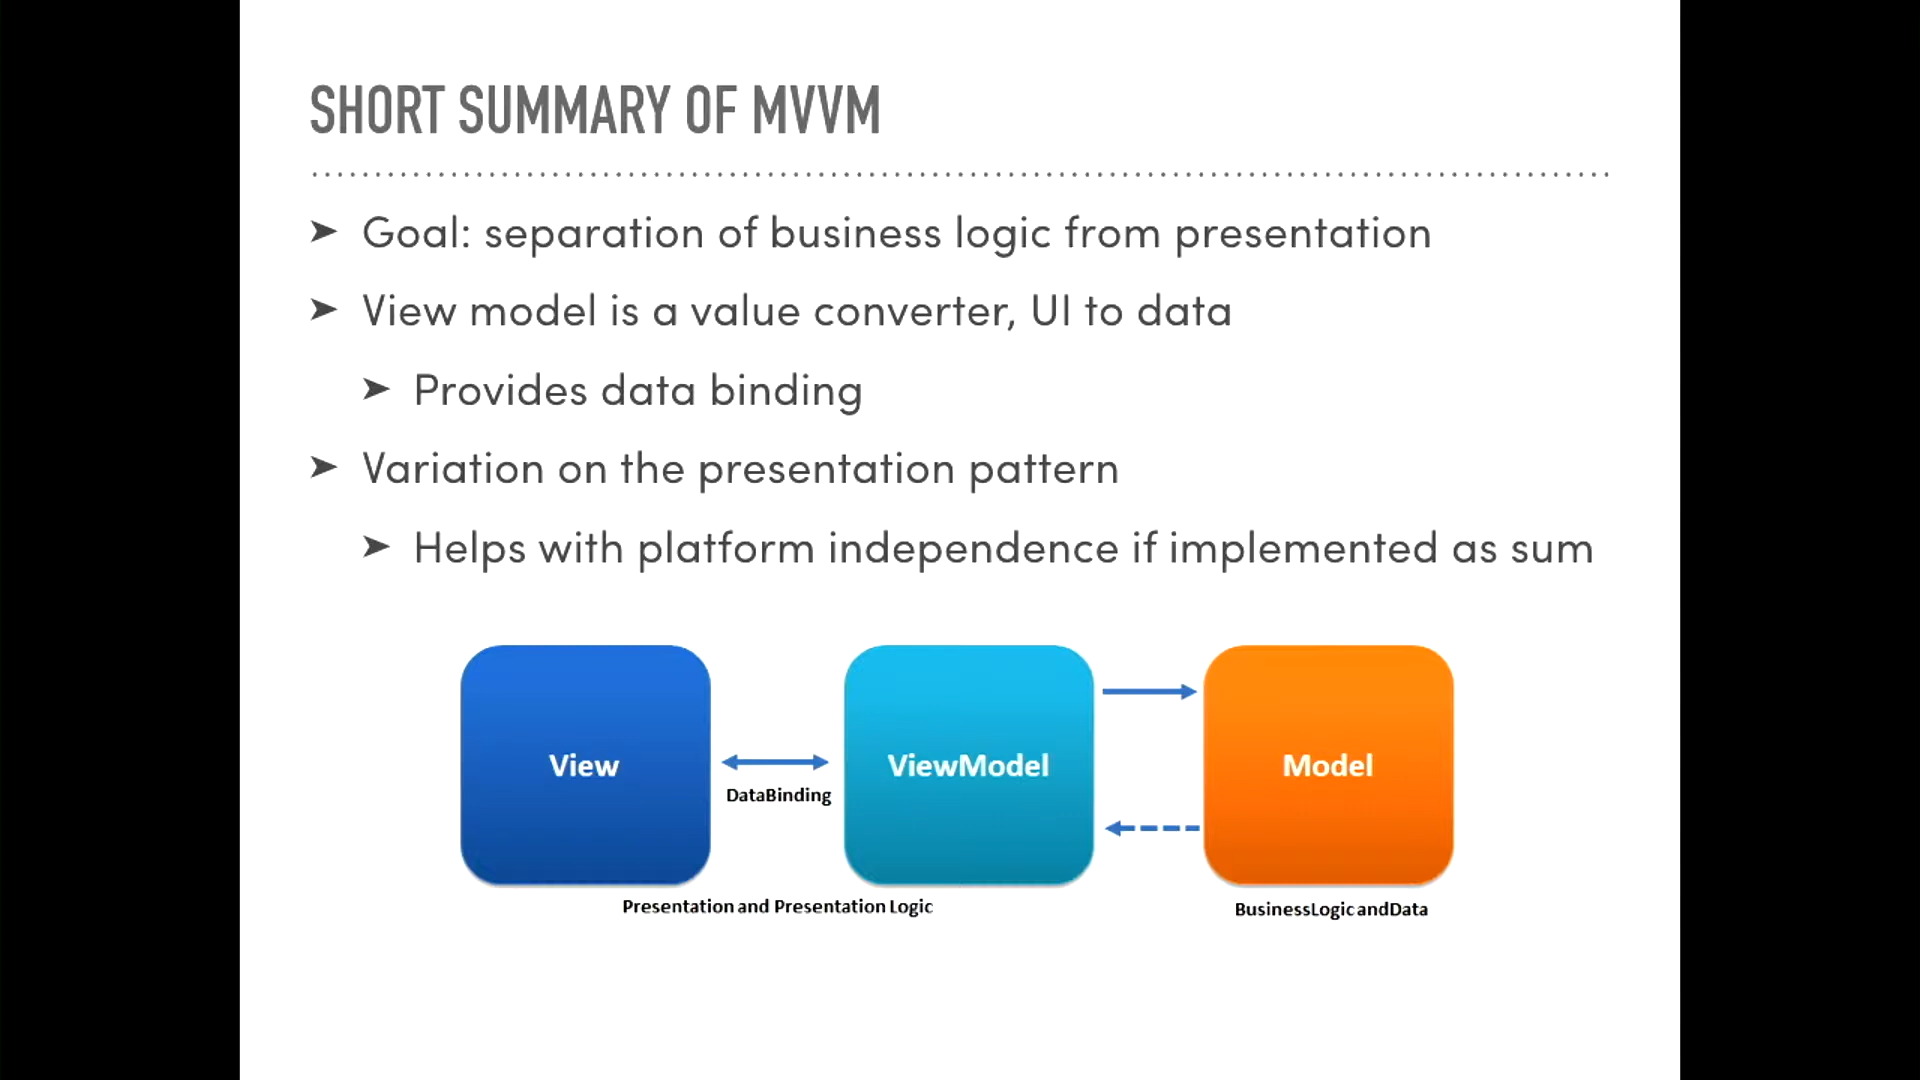 SHORT SUMMARY OF MVVM
➤ Goal: separation of business logic from presentation
➤ View model is a value converter, UI to data
➤ Provides data binding
➤ Variation on the presentation pattern
➤ Helps with platform independence if implemented as sum
View
DataBinding
ViewModel
Model
Presentation and Presentation Logic
BusinessLogicandData